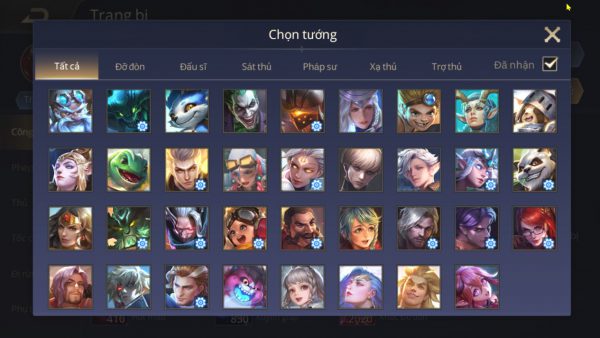 Trang bị
Chọn tướng
Tất cả
Đỡ đòn
Đấu sĩ
Sát thủ
Pháp sư
Xạ thủ
Trợ thủ
Đã nhận